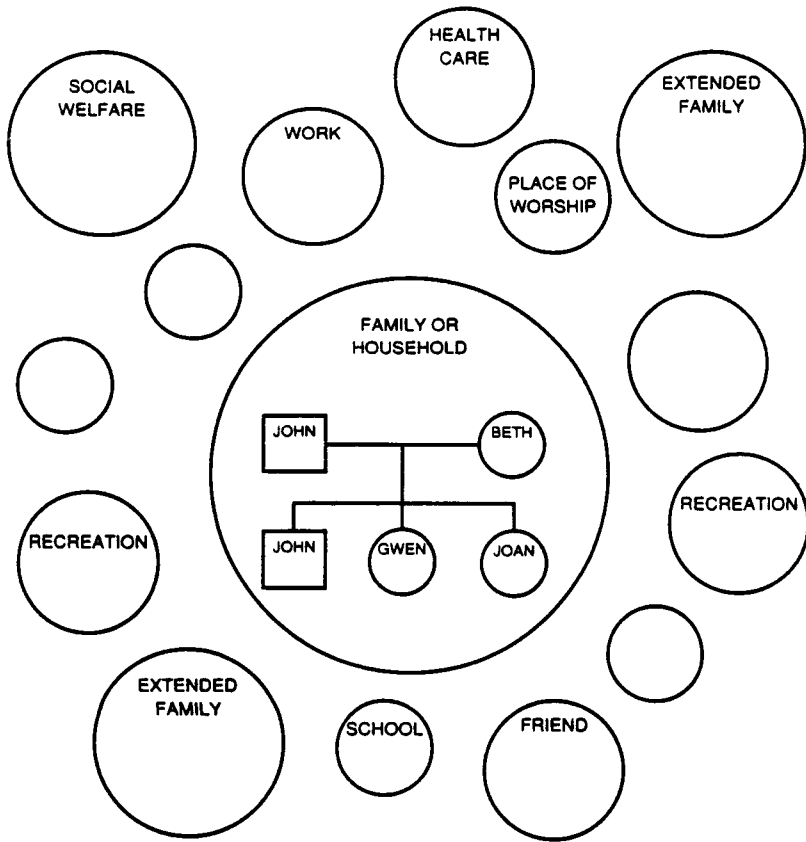 HEALTH
CARE
SOCIAL
WELFARE
EXTENDED
FAMILY
WORK
PLACE OF
WORSHIP
FAMILY OR
HOUSEHOLD
JOHN
BETH
RECREATION
RECREATION
JOHN
GWEN
JOAN
EXTENDED
FAMILY
SCHOOL
FRIEND